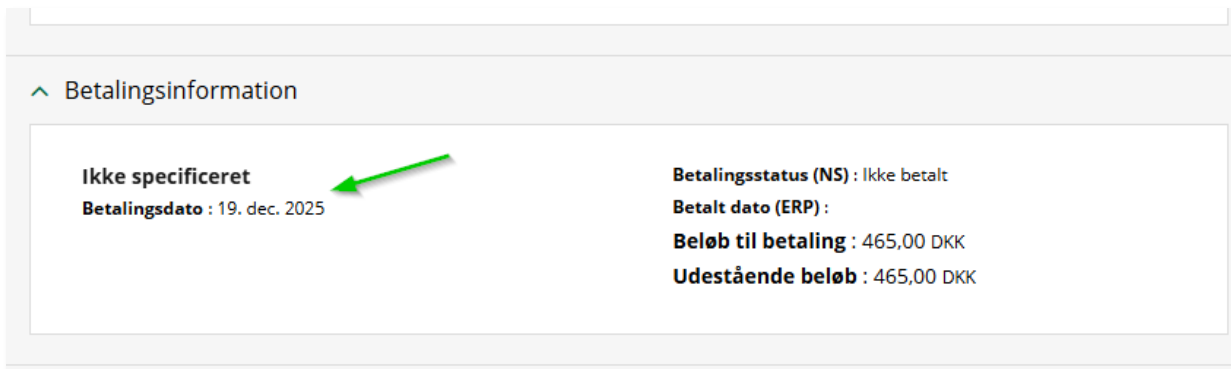 Betalingsinformation
Ikke specificeret
Betalingsdato : 19. dec. 2025
Betalingsstatus (NS) : Ikke betalt
Betalt dato (ERP) :
Beløb til betaling : 465,00 DKK
Udestående beløb : 465,00 DKK